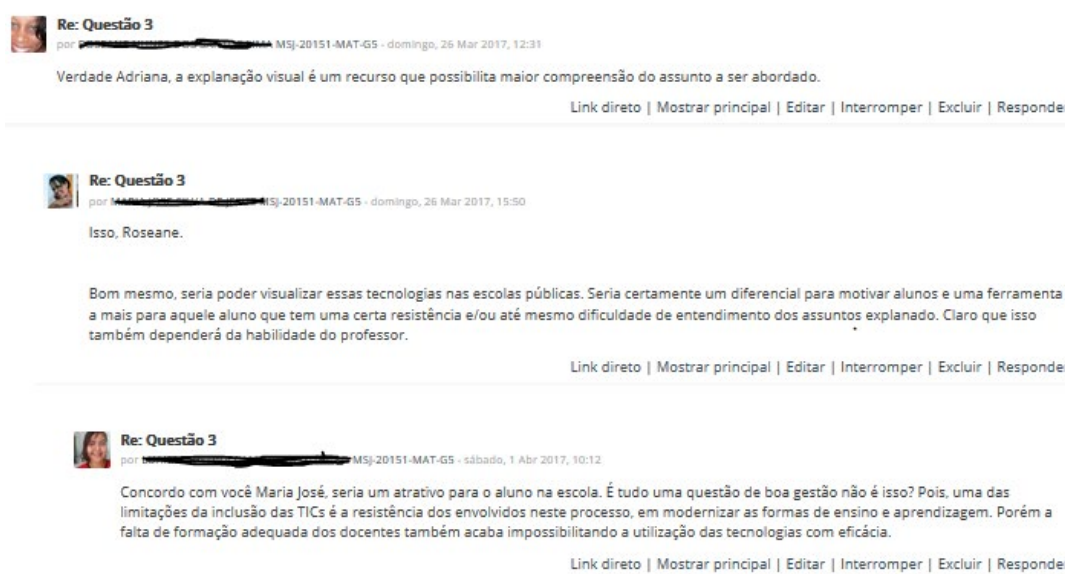 Re: Questão 3
por MSJ-20151-MAT-G5 - domingo, 26 Mar 2017, 12:31
Verdade Adriana, a explanação visual é um recurso que possibilita maior compreensão do assunto a ser abordado.
Link direto | Mostrar principal | Editar | Interromper | Excluir | Responder
Re: Questão 3
por MSJ-20151-MAT-G5 - domingo, 26 Mar 2017, 15:50
Isso, Roseane.
Bom mesmo, seria poder visualizar essas tecnologias nas escolas públicas. Seria certamente um diferencial para motivar alunos e uma ferramenta
a mais para aquele aluno que tem uma certa resistência e/ou até mesmo dificuldade de entendimento dos assuntos explanado. Claro que isso
também dependerá da habilidade do professor.
Link direto | Mostrar principal | Editar | Interromper | Excluir | Responder
Re: Questão 3
por MSJ-20151-MAT-G5 - sábado, 1 Abr 2017, 10:12
Concordo com você Maria José, seria um atrativo para o aluno na escola. É tudo uma questão de boa gestão não é isso? Pois, uma das
limitações da inclusão das TICs é a resistência dos envolvidos neste processo, em modernizar as formas de ensino e aprendizagem. Porém a
falta de formação adequada dos docentes também acaba impossibilitando a utilização das tecnologias com eficácia.
Link direto | Mostrar principal | Editar | Interromper | Excluir | Responder